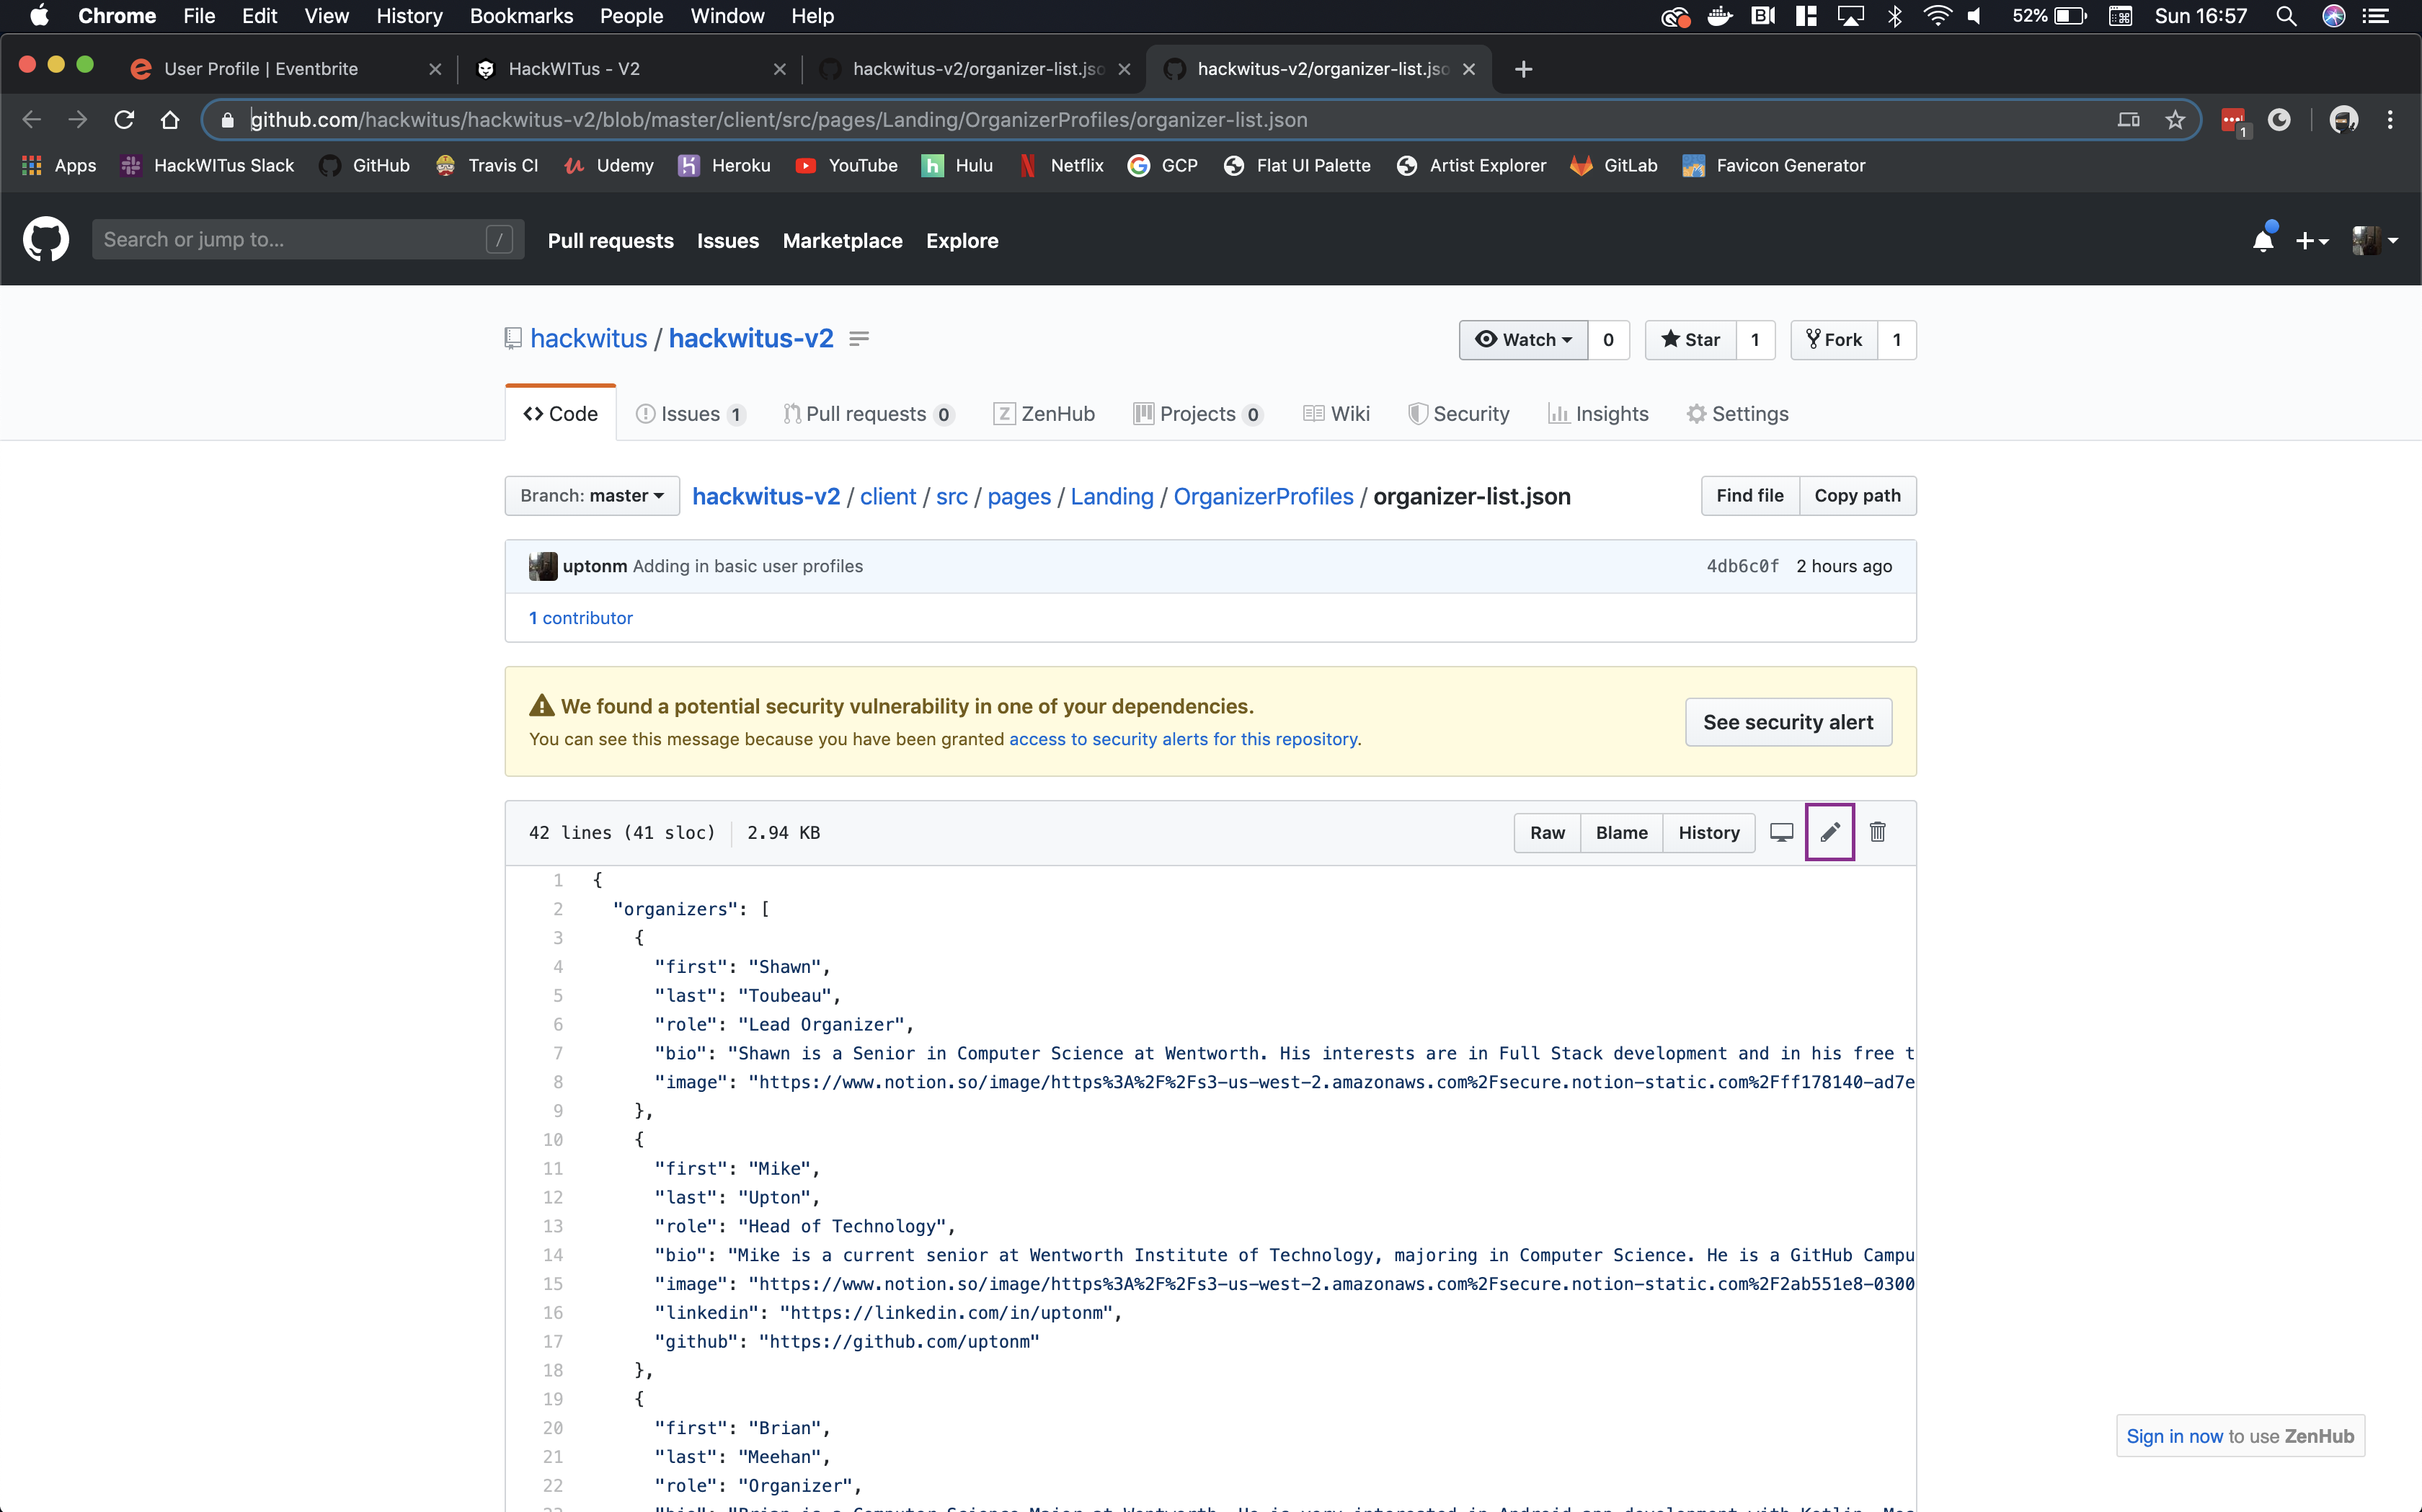 Chrome File Edit View History Bookmarks People Window Help 52% Sun 16:57
User Profile | Eventbrite HackWITus - V2 hackwitus-v2/organizer-list.jso hackwitus-v2/organizer-list.jso
github.com/hackwitus/hackwitus-v2/blob/master/client/src/pages/Landing/OrganizerProfiles/organizer-list.json 1
Apps HackWITus Slack GitHub Travis CI Udemy Heroku YouTube Hulu Netflix GCP Flat UI Palette Artist Explorer GitLab Favicon Generator
Search or jump to... / Pull requests Issues Marketplace Explore
hackwitus / hackwitus-v2 Watch 0 Star 1 Fork 1
Code Issues 1 Pull requests 0 ZenHub Projects 0 Wiki Security Insights Settings
Branch: master hackwitus-v2 / client / src / pages / Landing / OrganizerProfiles / organizer-list.json Find file Copy path
uptonm Adding in basic user profiles 4db6c0f 2 hours ago
1 contributor
We found a potential security vulnerability in one of your dependencies.
You can see this message because you have been granted access to security alerts for this repository.
See security alert
42 lines (41 sloc) 2.94 KB Raw Blame History
1 {
2 "organizers": [
3 {
4 "first": "Shawn",
5 "last": "Toubeau",
6 "role": "Lead Organizer",
7 "bio": "Shawn is a Senior in Computer Science at Wentworth. His interests are in Full Stack development and in his free t
8 "image": "https://www.notion.so/image/https%3A%2F%2Fs3-us-west-2.amazonaws.com%2Fsecure.notion-static.com%2Fff178140-ad7e
9 },
10 {
11 "first": "Mike",
12 "last": "Upton",
13 "role": "Head of Technology",
14 "bio": "Mike is a current senior at Wentworth Institute of Technology, majoring in Computer Science. He is a GitHub Campu
15 "image": "https://www.notion.so/image/https%3A%2F%2Fs3-us-west-2.amazonaws.com%2Fsecure.notion-static.com%2F2ab551e8-0300
16 "linkedin": "https://linkedin.com/in/uptonm",
17 "github": "https://github.com/uptonm"
18 },
19 {
20 "first": "Brian",
21 "last": "Meehan",
22 "role": "Organizer",
Sign in now to use ZenHub